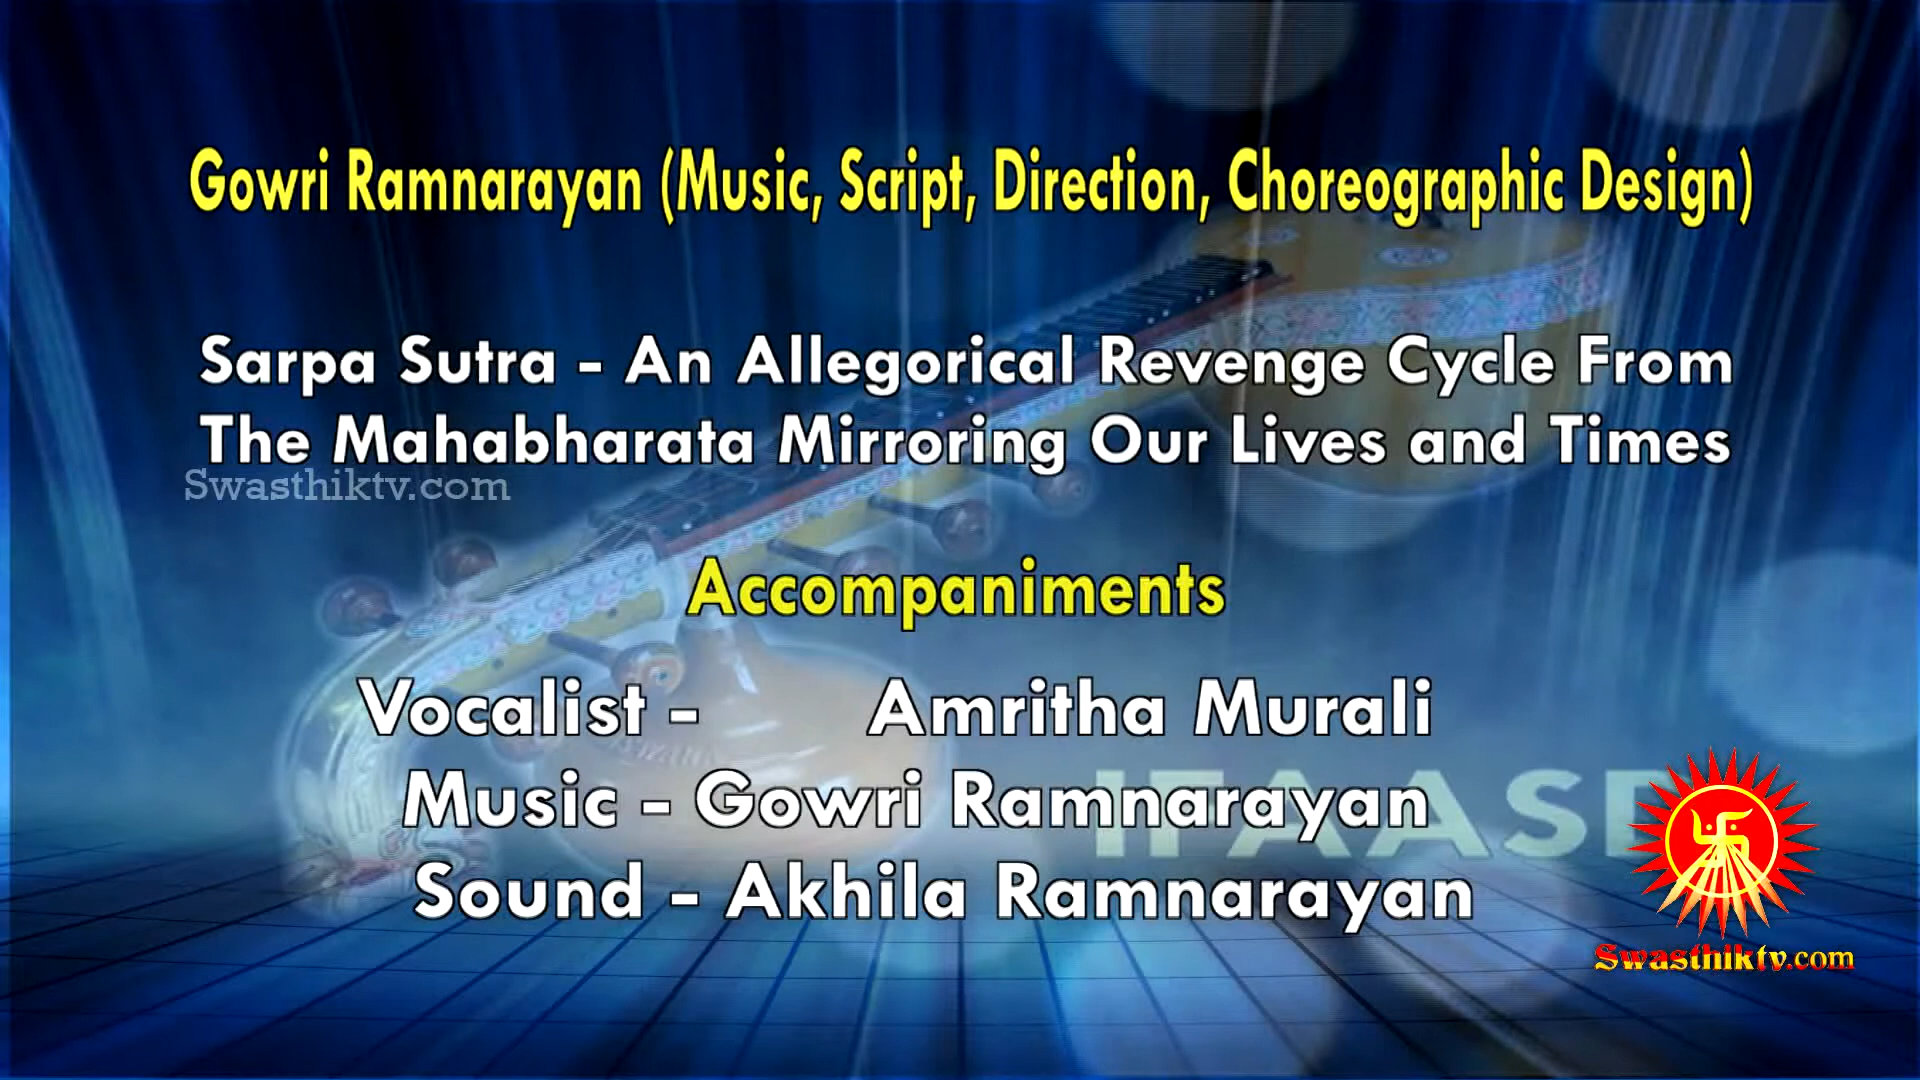 Gowri Ramnarayan (Music, Script, Direction, Choreographic Design)
Sarpa Sutra - An Allegorical Revenge Cycle From
The Mahabharata Mirroring Our Lives and Times
Swasthiktv.com
Accompaniments
Vocalist - Amritha Murali
Music - Gowri Ramnarayan
Sound - Akhila Ramnarayan
Swasthiktv.com